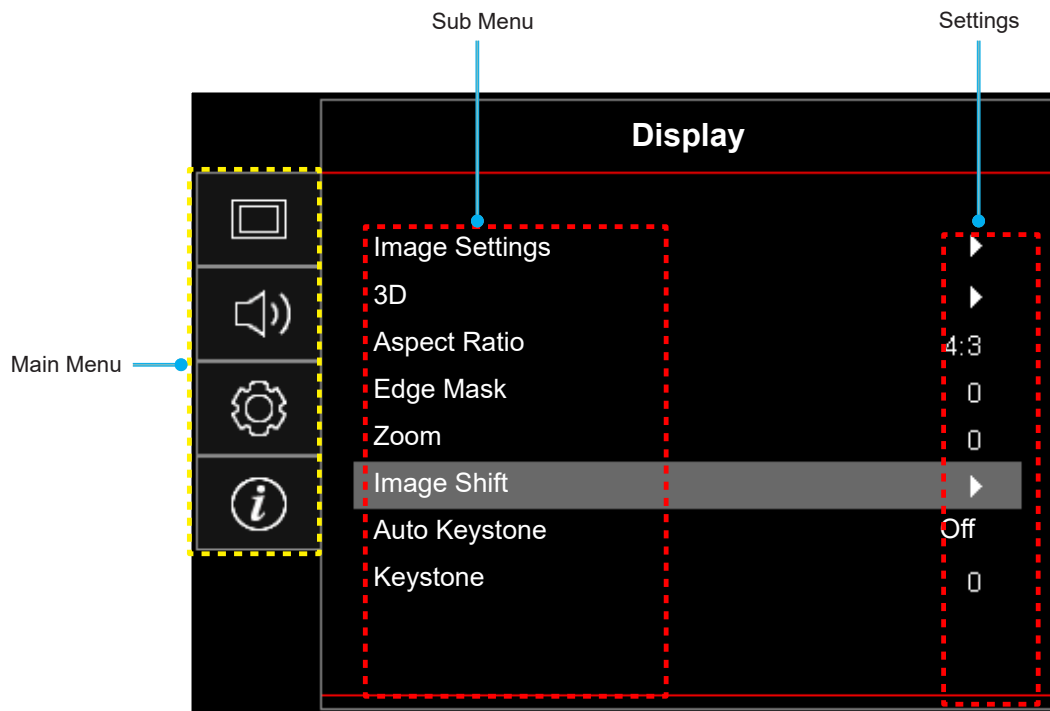 Sub Menu Settings
Display
Image Settings
3D
Aspect Ratio 4:3
Main Menu
Edge Mask 0
Zoom 0
Image Shift
Auto Keystone Off
Keystone 0